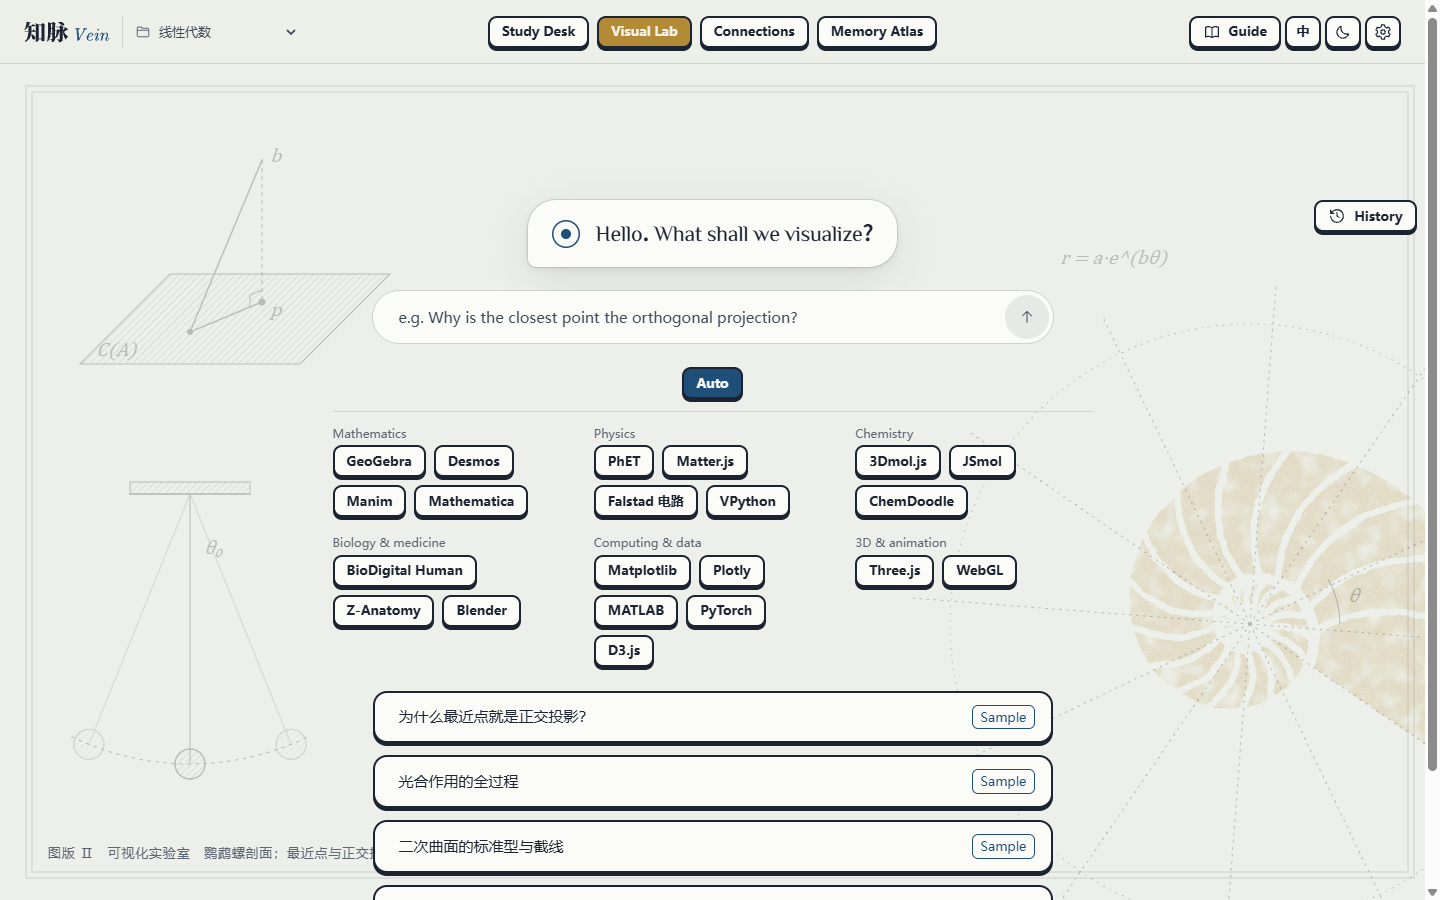 知脉 Vein 线性代数 Study Desk Visual Lab Connections Memory Atlas Guide 中
History
b
p
C(A)
r = a·e^(bθ)
Hello. What shall we visualize?
e.g. Why is the closest point the orthogonal projection?
Auto
Mathematics
GeoGebra Desmos
Manim Mathematica
Physics
PhET Matter.js
Falstad 电路 VPython
Chemistry
3Dmol.js JSmol
ChemDoodle
Biology & medicine
BioDigital Human
Z-Anatomy Blender
Computing & data
Matplotlib Plotly
MATLAB PyTorch
D3.js
3D & animation
Three.js WebGL
θ₀
θ
为什么最近点就是正交投影？ Sample
光合作用的全过程 Sample
二次曲面的标准型与截线 Sample
图版 II 可视化实验室 鹦鹉螺剖面；最近点与正交